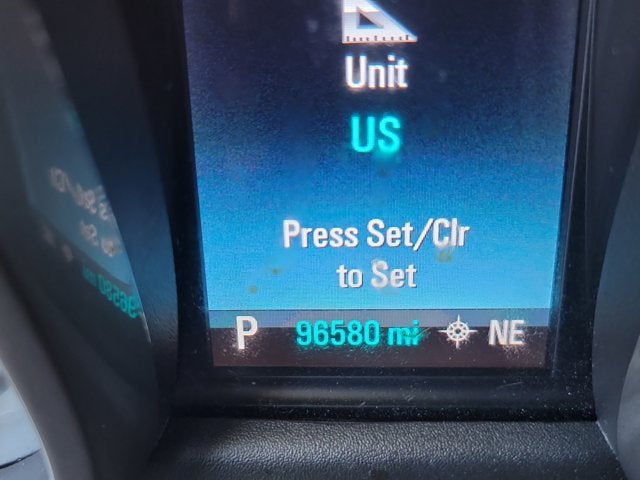 Unit
US
Press Set/Clr
to Set
P 96580 mi NE